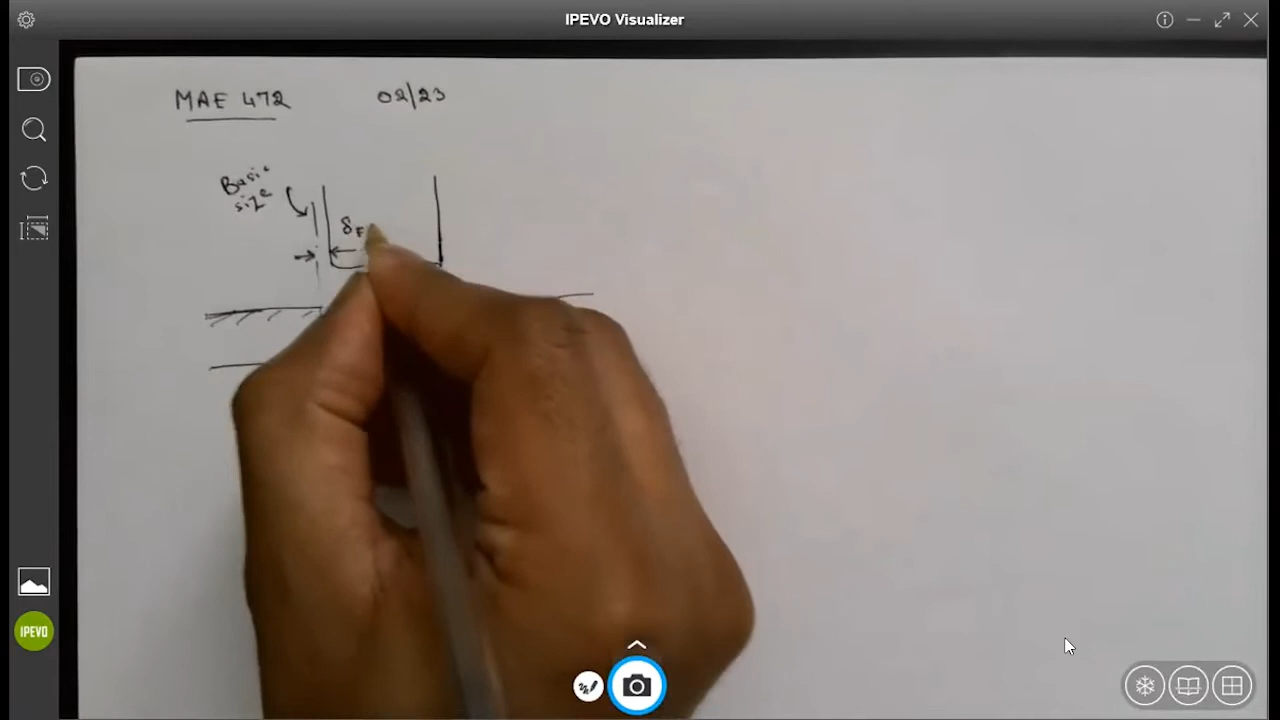 IPEVO Visualizer
MAE 472 02/23
Basic
size
δF
IPEVO